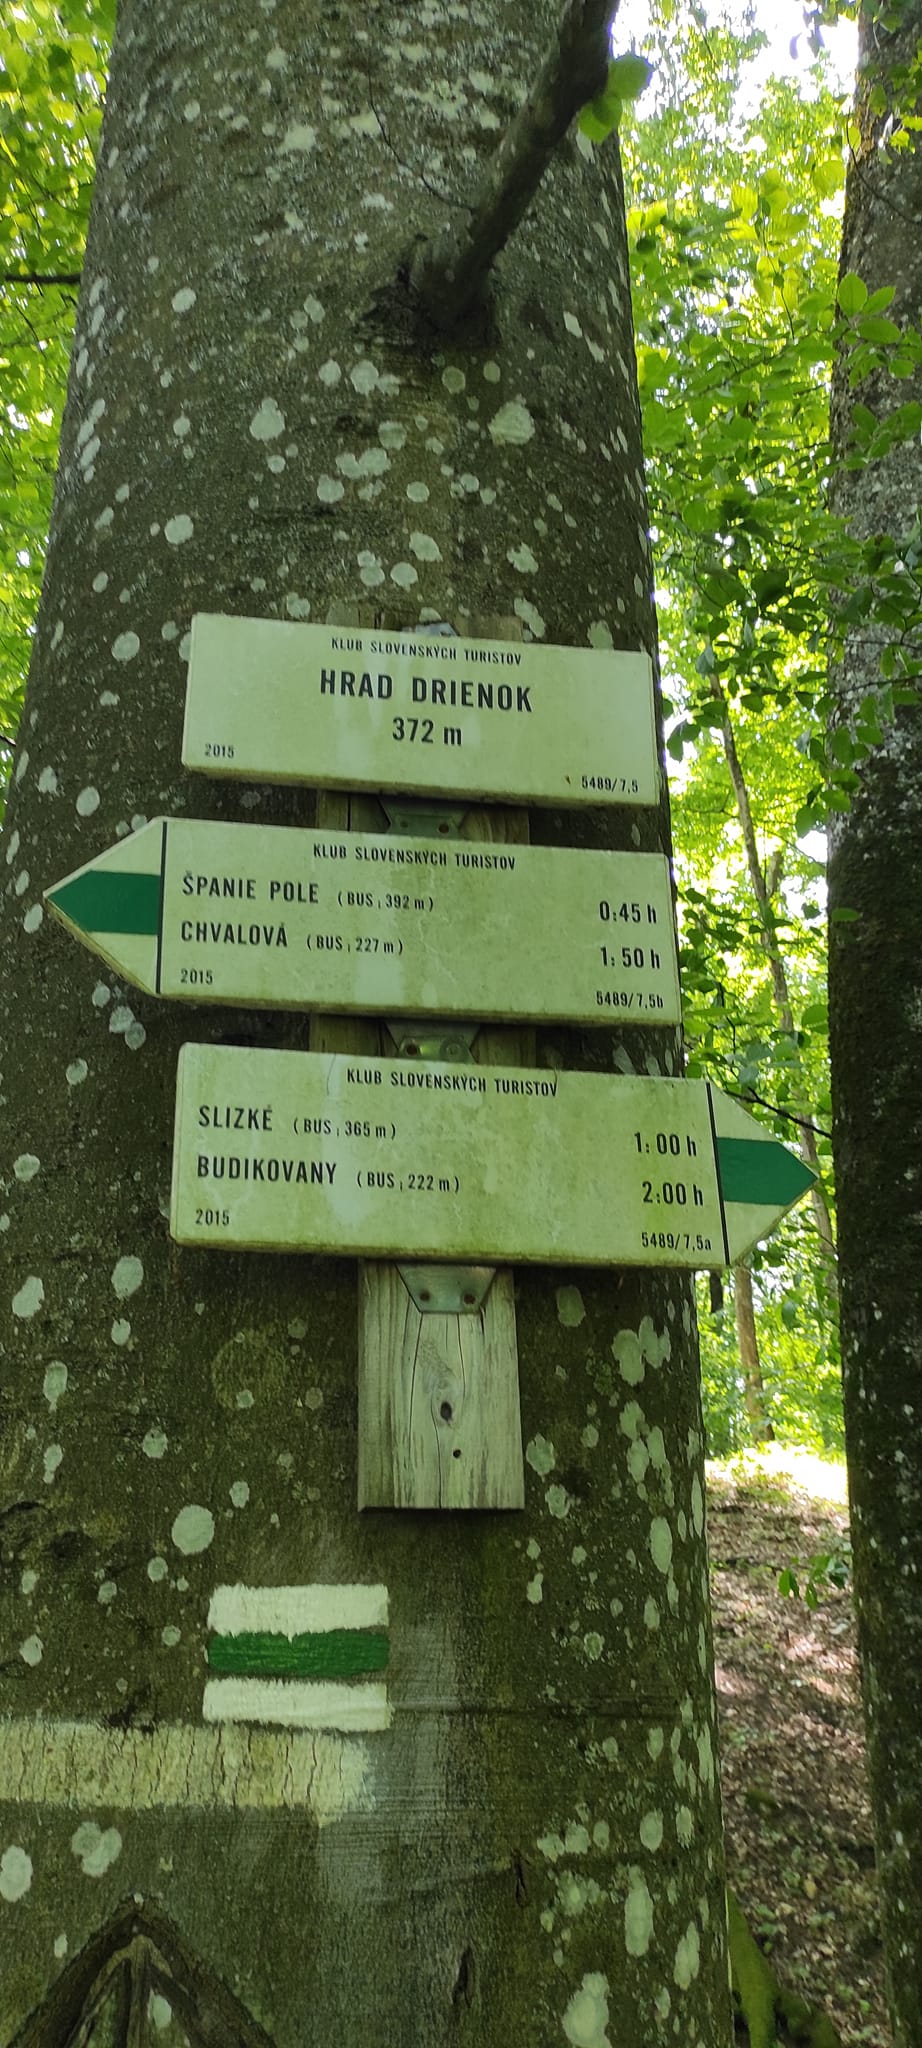 KLUB SLOVENSKÝCH TURISTOV
HRAD DRIENOK
372 m
2015 5489/7,5
KLUB SLOVENSKÝCH TURISTOV
ŠPANIE POLE (BUS, 392 m) 0:45 h
CHVALOVÁ (BUS, 227 m) 1:50 h
2015 5489/7,5b
KLUB SLOVENSKÝCH TURISTOV
SLIZKÉ (BUS, 365 m) 1:00 h
BUDIKOVANY (BUS, 222 m) 2:00 h
2015 5489/7,5a